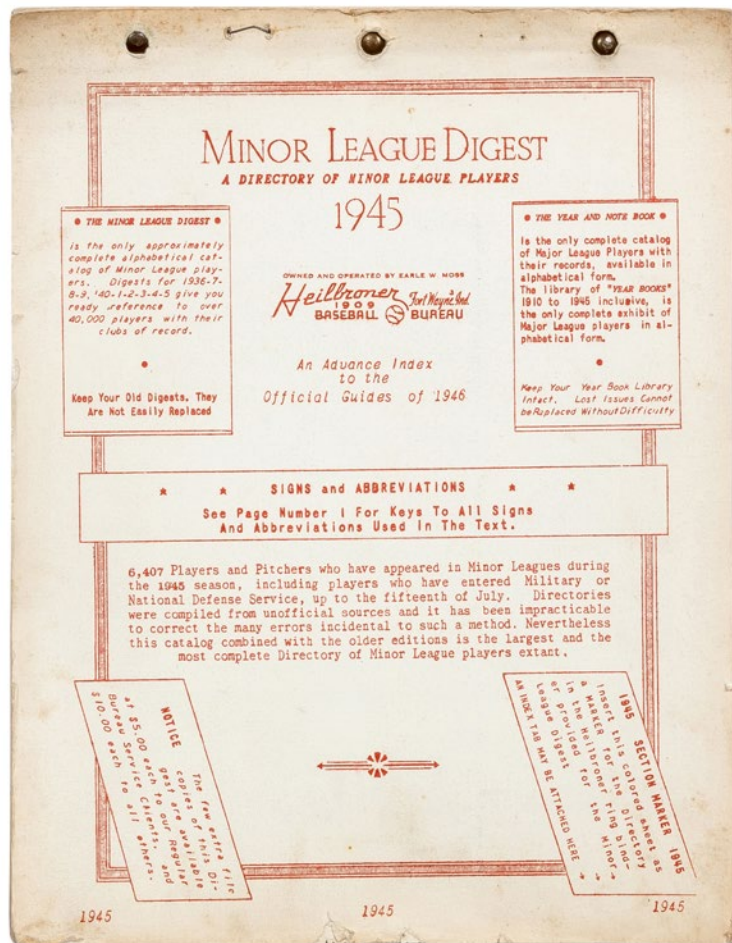 MINOR LEAGUE DIGEST
A DIRECTORY OF MINOR LEAGUE PLAYERS
1945
● THE MINOR LEAGUE DIGEST ●
is the only approximately
complete alphabetical cat-
alog of Minor League play-
ers. Digests for 1936-7-
8-9, '40-1-2-3-4-5 give you
ready reference to over
40,000 players with their
clubs of record.
●
Keep Your Old Digests. They
Are Not Easily Replaced
OWNED AND OPERATED BY EARLE W. MOSS
Heilbroner Fort Wayne 2 Ind.
1909
BASEBALL BUREAU
An Advance Index
to the
Official Guides of 1946
● THE YEAR AND NOTE BOOK ●
Is the only complete catalog
of Major League Players with
their records, available in
alphabetical form.
The library of "YEAR BOOKS"
1910 to 1945 inclusive, is
the only complete exhibit of
Major League players in al-
phabetical form.
●
Keep Your Year Book Library
Intact. Lost Issues Cannot
be Ruplaced Without Difficulty
* * SIGNS and ABBREVIATIONS * *
See Page Number 1 For Keys To All Signs
And Abbreviations Used In The Text.
6,407 Players and Pitchers who have appeared in Minor Leagues during
the 1945 season, including players who have entered Military or
National Defense Service, up to the fifteenth of July. Directories
were compiled from unofficial sources and it has been impracticable
to correct the many errors incidental to such a method. Nevertheless
this catalog combined with the older editions is the largest and the
most complete Directory of Minor League players extant.
NOTICE
The few extra file
copies of this Di-
gest are available
at $5.00 each to our Regular
Bureau Service Clients, and
$10.00 each to all others.
1945 SECTION MARKER 1945
Insert this colored sheet as
a MARKER for the Directory
in the Heilbroner ring bind-
er provided for the Minor→
League Digest →
AN INDEX TAB MAY BE ATTACHED HERE →
1945
1945
1945